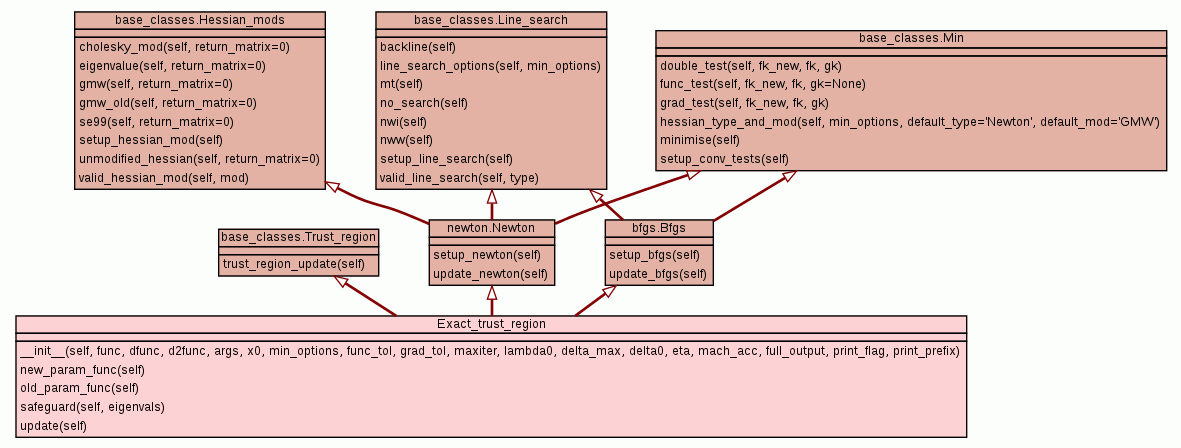 base_classes.Hessian_mods
cholesky_mod(self, return_matrix=0)
eigenvalue(self, return_matrix=0)
gmw(self, return_matrix=0)
gmw_old(self, return_matrix=0)
se99(self, return_matrix=0)
setup_hessian_mod(self)
unmodified_hessian(self, return_matrix=0)
valid_hessian_mod(self, mod)
base_classes.Line_search
backline(self)
line_search_options(self, min_options)
mt(self)
no_search(self)
nwi(self)
nww(self)
setup_line_search(self)
valid_line_search(self, type)
base_classes.Min
double_test(self, fk_new, fk, gk)
func_test(self, fk_new, fk, gk=None)
grad_test(self, fk_new, fk, gk)
hessian_type_and_mod(self, min_options, default_type='Newton', default_mod='GMW')
minimise(self)
setup_conv_tests(self)
base_classes.Trust_region
trust_region_update(self)
newton.Newton
setup_newton(self)
update_newton(self)
bfgs.Bfgs
setup_bfgs(self)
update_bfgs(self)
Exact_trust_region
__init__(self, func, dfunc, d2func, args, x0, min_options, func_tol, grad_tol, maxiter, lambda0, delta_max, delta0, eta, mach_acc, full_output, print_flag, print_prefix)
new_param_func(self)
old_param_func(self)
safeguard(self, eigenvals)
update(self)